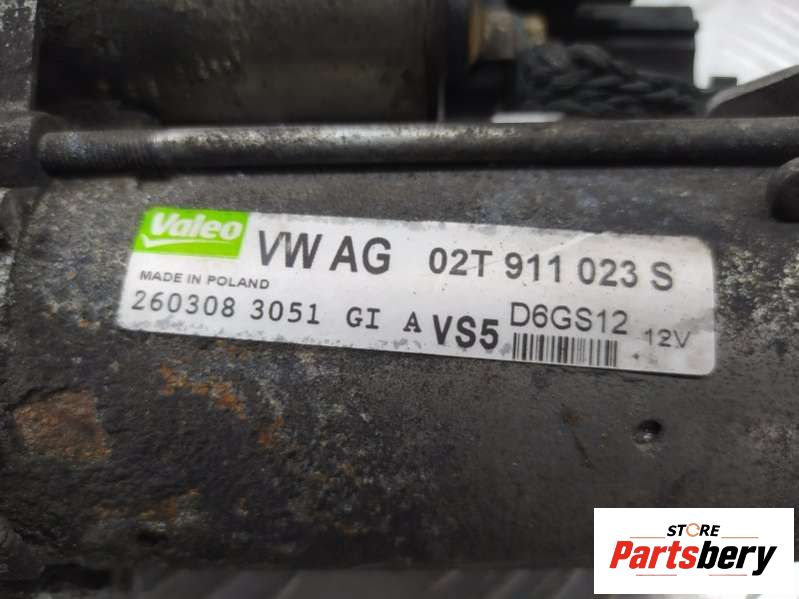 Valeo VW AG 02T 911 023 S
MADE IN POLAND
260308 3051 GI A VS5 D6GS12 12V
STORE
Partsbery